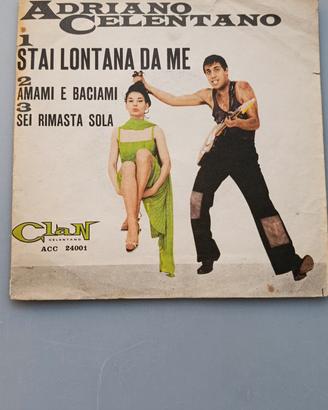 ADRIANO
CELENTANO
1
STAI LONTANA DA ME
2
AMAMI E BACIAMI
3
SEI RIMASTA SOLA
Clan
CELENTANO
ACC 24001